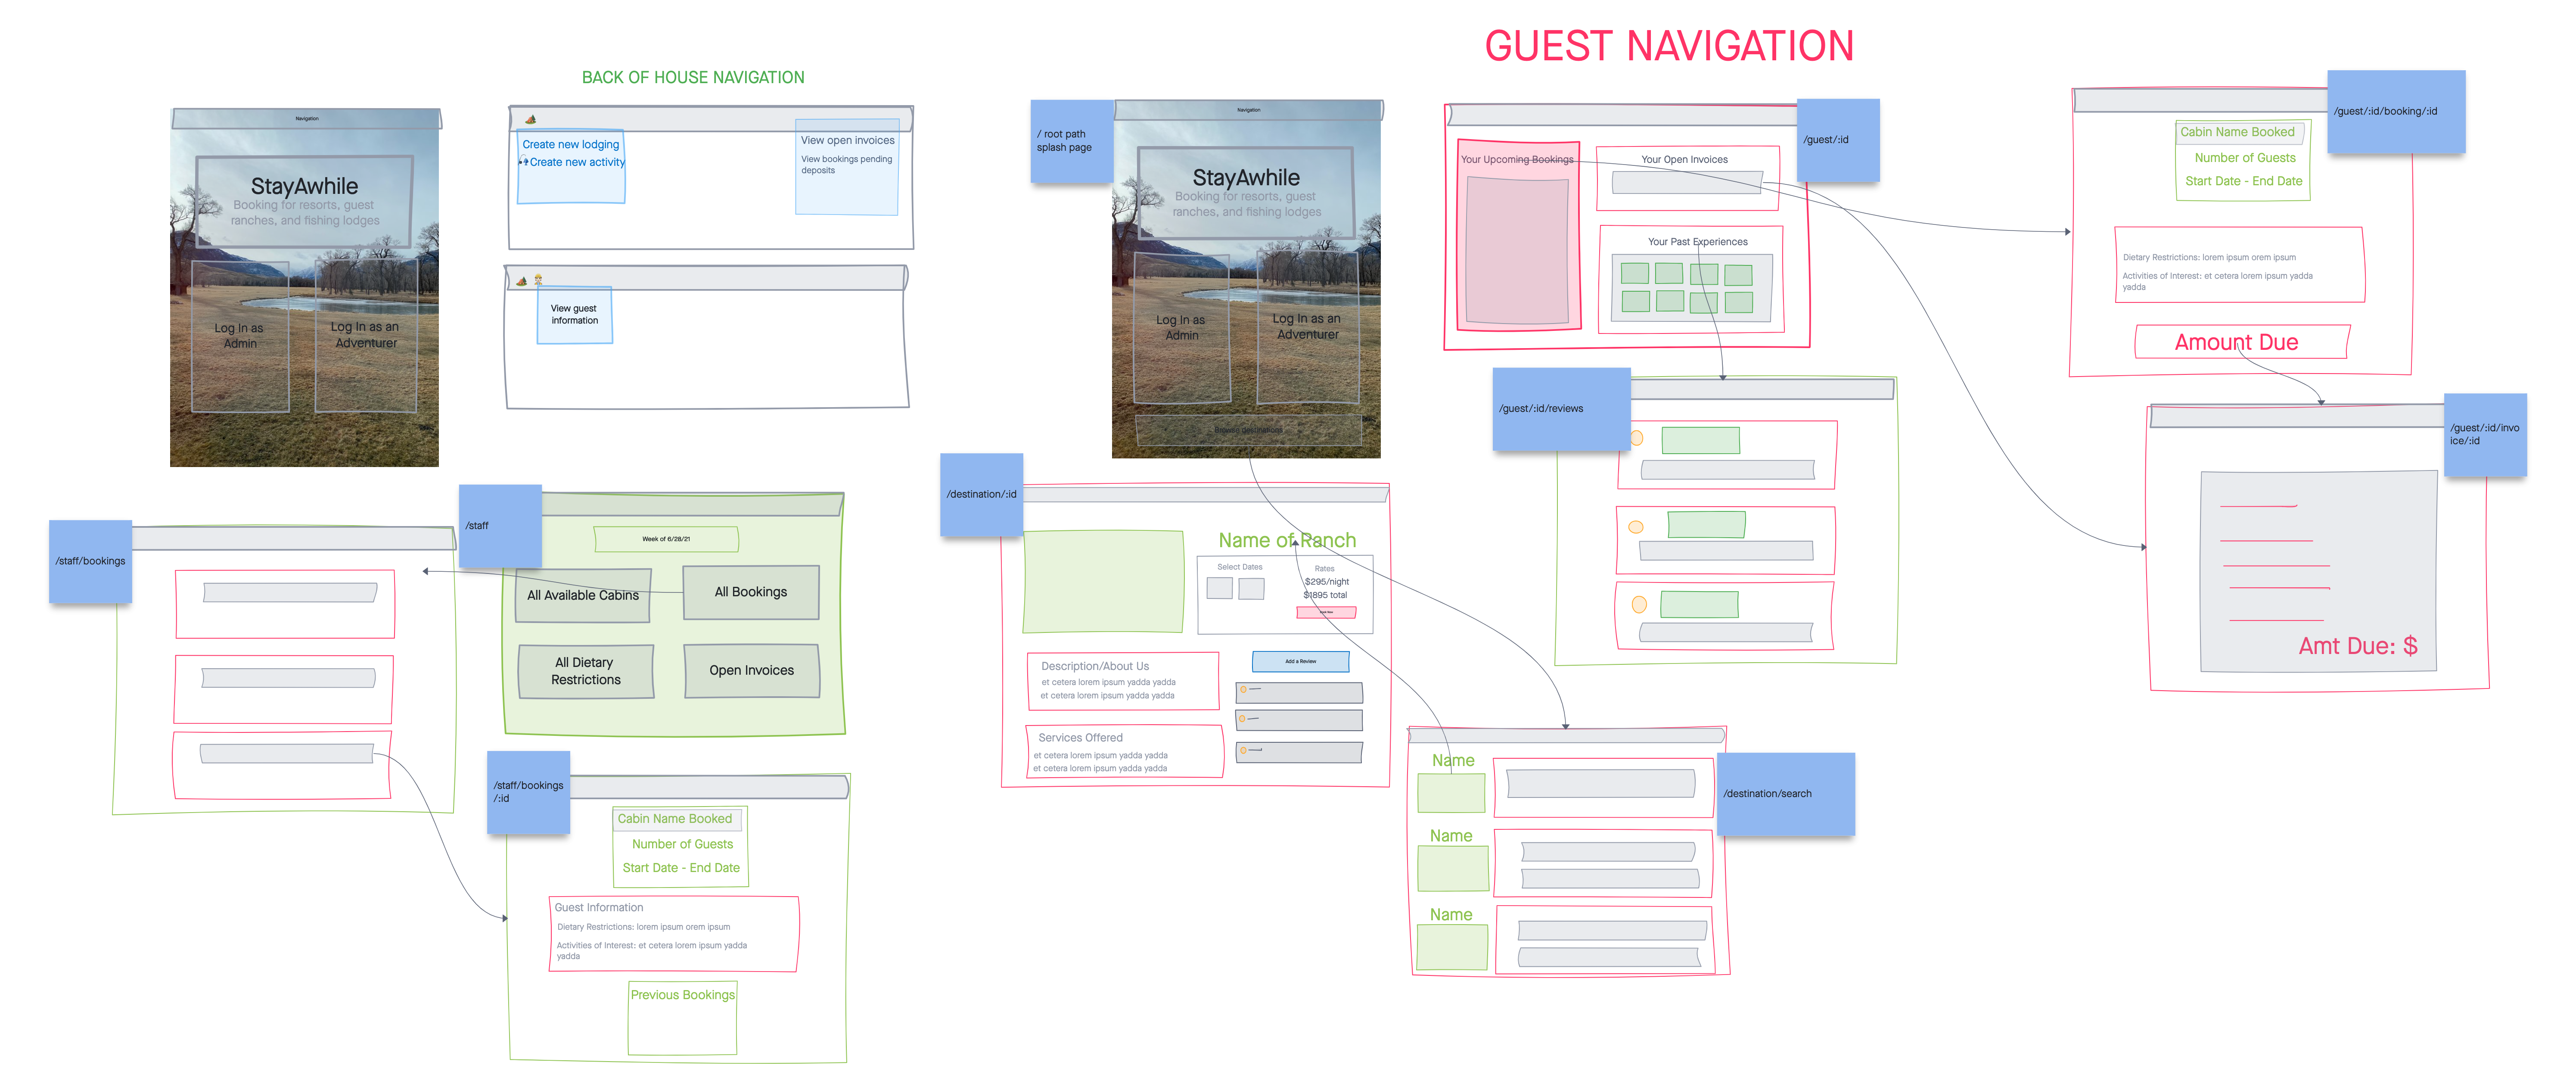 GUEST NAVIGATION
BACK OF HOUSE NAVIGATION
Navigation
StayAwhile
Booking for resorts, guest
ranches, and fishing lodges
Log In as
Admin
Log In as an
Adventurer
Create new lodging
Create new activity
View open invoices
View bookings pending
deposits
View guest
information
/staff/bookings
/staff
Week of 6/28/21
All Available Cabins
All Bookings
All Dietary
Restrictions
Open Invoices
/staff/bookings
/:id
Cabin Name Booked
Number of Guests
Start Date - End Date
Guest Information
Dietary Restrictions: lorem ipsum orem ipsum
Activities of Interest: et cetera lorem ipsum yadda
yadda
Previous Bookings
/ root path
splash page
Navigation
StayAwhile
Booking for resorts, guest
ranches, and fishing lodges
Log In as
Admin
Log In as an
Adventurer
Browse destinations
/destination/:id
Name of Ranch
Select Dates
Rates
$295/night
$1895 total
Book Now
Description/About Us
et cetera lorem ipsum yadda yadda
et cetera lorem ipsum yadda yadda
Services Offered
et cetera lorem ipsum yadda yadda
et cetera lorem ipsum yadda yadda
Add a Review
/guest/:id
Your Upcoming Bookings
Your Open Invoices
Your Past Experiences
/guest/:id/reviews
/destination/search
Name
Name
Name
/guest/:id/booking/:id
Cabin Name Booked
Number of Guests
Start Date - End Date
Dietary Restrictions: lorem ipsum orem ipsum
Activities of Interest: et cetera lorem ipsum yadda
yadda
Amount Due
/guest/:id/invo
ice/:id
Amt Due: $